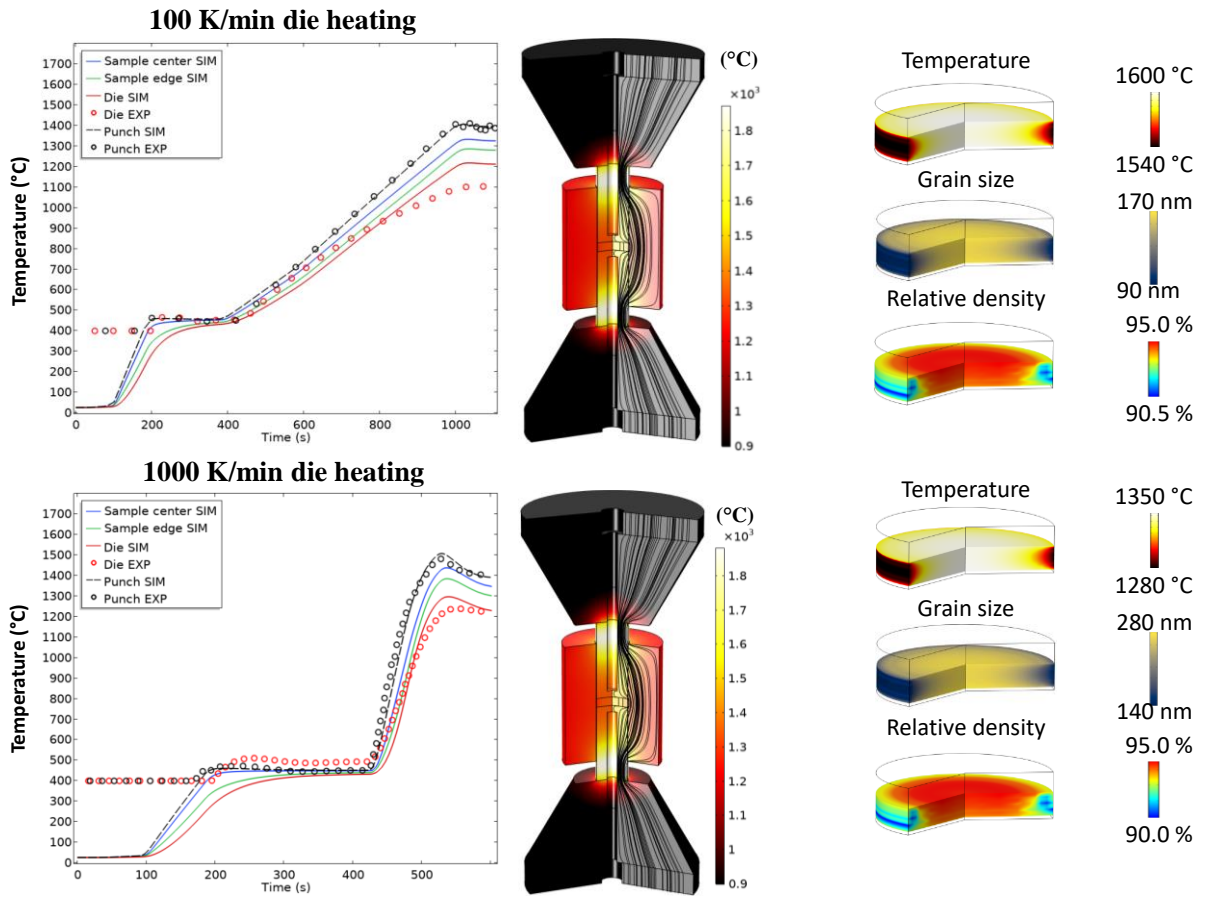 100 K/min die heating
Temperature (°C)
1700
1600
1500
1400
1300
1200
1100
1000
900
800
700
600
500
400
300
200
100
0
Sample center SIM
Sample edge SIM
Die SIM
Die EXP
Punch SIM
Punch EXP
0 200 400 600 800 1000
Time (s)
(°C)
×10³
1.8
1.7
1.6
1.5
1.4
1.3
1.2
1.1
1
0.9
Temperature
1600 °C
1540 °C
Grain size
170 nm
90 nm
Relative density
95.0 %
90.5 %
1000 K/min die heating
Temperature (°C)
1700
1600
1500
1400
1300
1200
1100
1000
900
800
700
600
500
400
300
200
100
0
Sample center SIM
Sample edge SIM
Die SIM
Die EXP
Punch SIM
Punch EXP
0 100 200 300 400 500
Time (s)
(°C)
×10³
1.8
1.7
1.6
1.5
1.4
1.3
1.2
1.1
1
0.9
Temperature
1350 °C
1280 °C
Grain size
280 nm
140 nm
Relative density
95.0 %
90.0 %